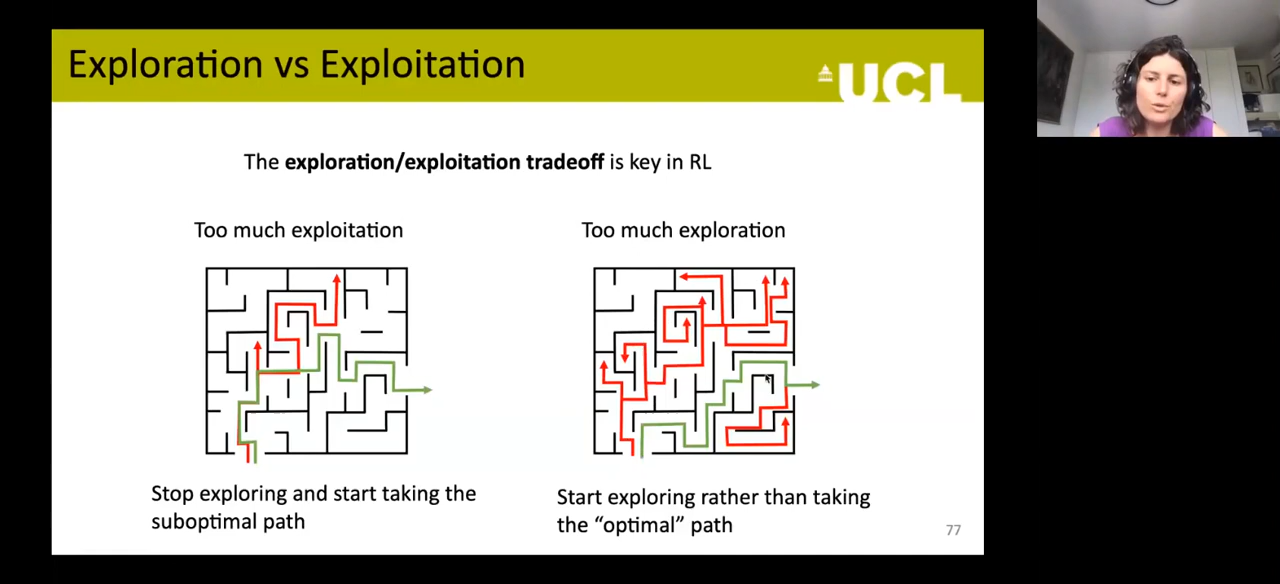 Exploration vs Exploitation
UCL
The exploration/exploitation tradeoff is key in RL
Too much exploitation
Too much exploration
Stop exploring and start taking the
suboptimal path
Start exploring rather than taking
the “optimal” path
77